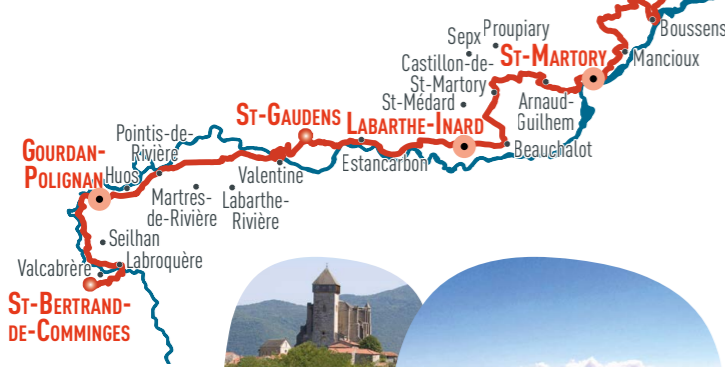 Boussens
Proupiary
Sepx
ST-MARTORY
Mancioux
Castillon-de-
St-Martory
St-Médard
Arnaud-
Guilhem
ST-GAUDENS
LABARTHE-INARD
Beauchalot
Pointis-de-
Rivière
Estancarbon
GOURDAN-
POLIGNAN
Huos
Valentine
Martres-
de-Rivière
Labarthe-
Rivière
Seilhan
Valcabrère
Labroquère
ST-BERTRAND-
DE-COMMINGES